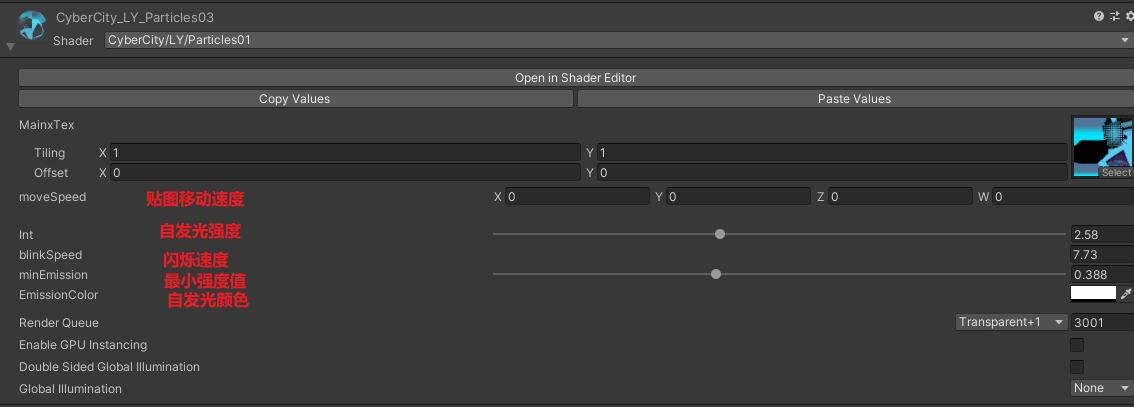 CyberCity_LY_Particles03
Shader CyberCity/LY/Particles01
Open in Shader Editor
Copy Values Paste Values
MainxTex
Tiling X 1 Y 1
Offset X 0 Y 0
Select
moveSpeed 贴图移动速度 X 0 Y 0 Z 0 W 0
Int 自发光强度 2.58
blinkSpeed 闪烁速度 7.73
minEmission 最小强度值 0.388
EmissionColor 自发光颜色
Render Queue Transparent+1 3001
Enable GPU Instancing
Double Sided Global Illumination
Global Illumination None